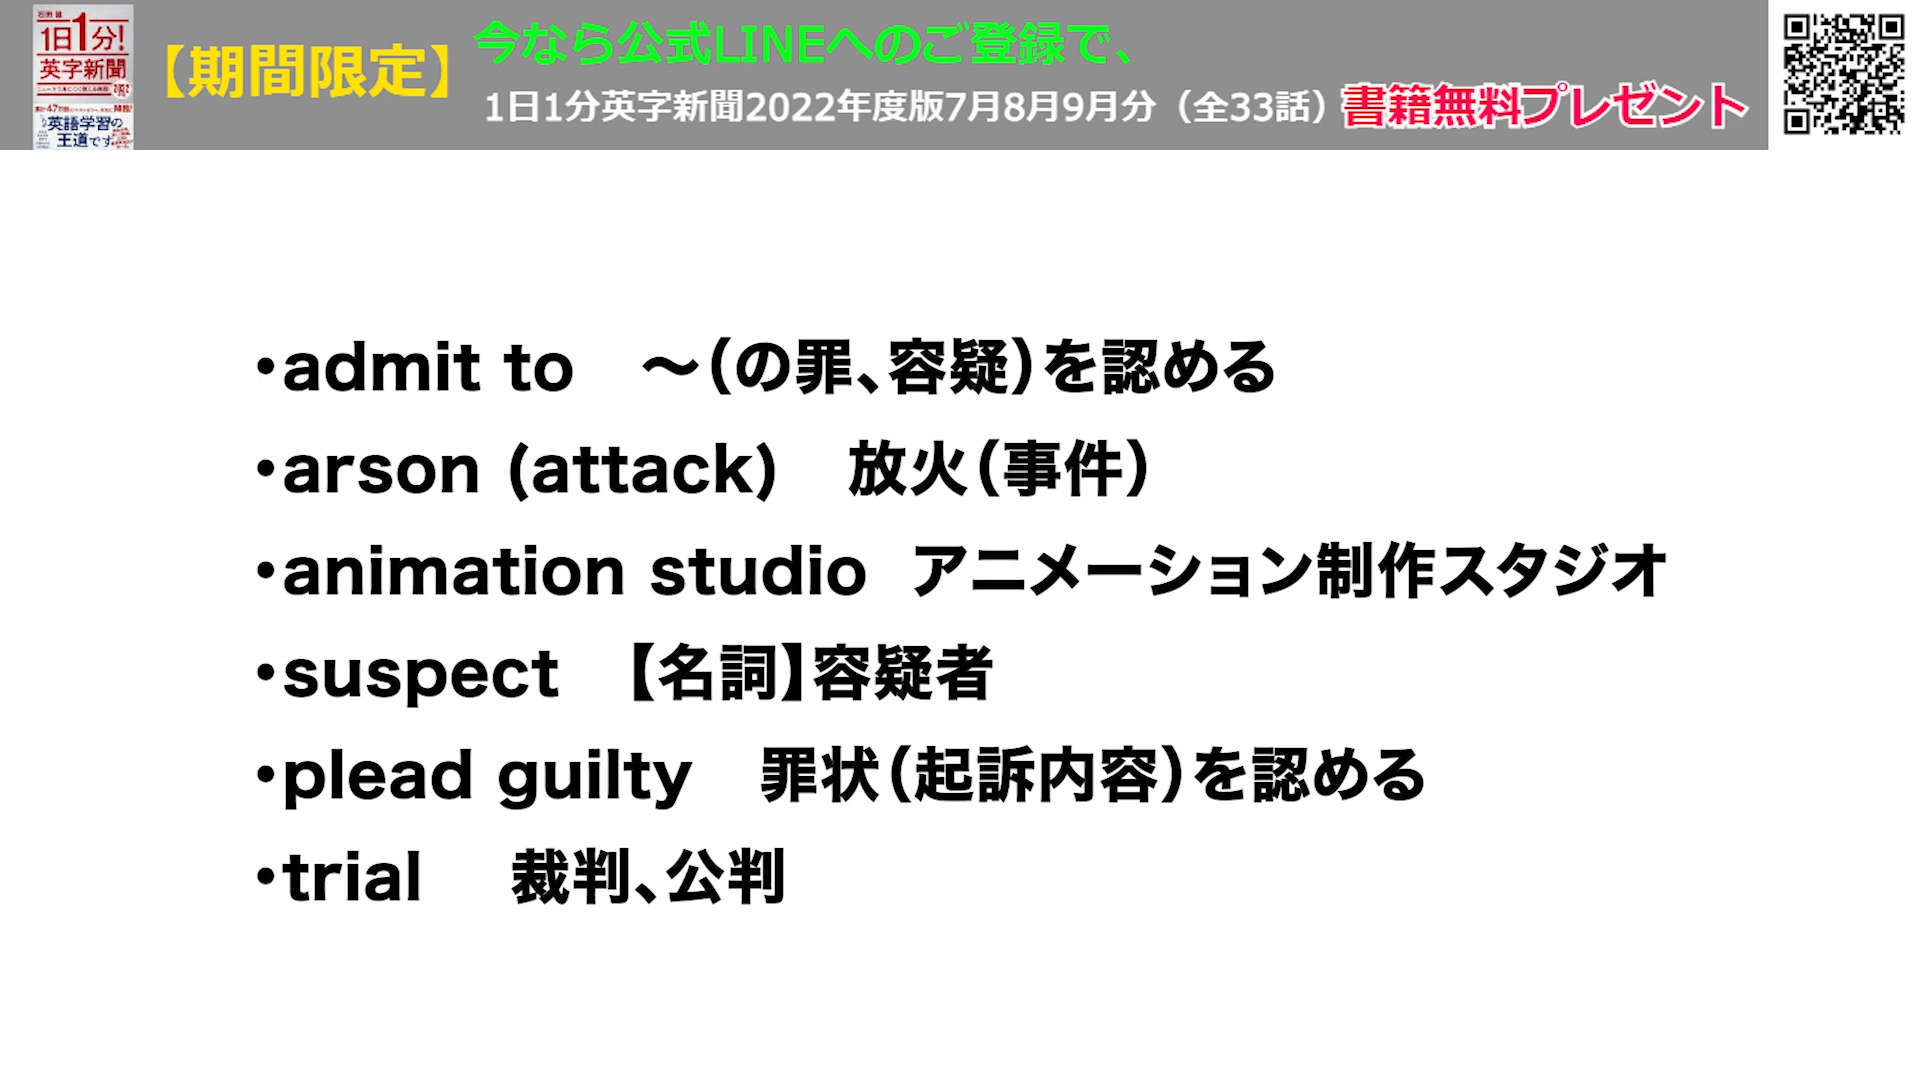 石田 健
1日1分!
英字新聞
英語学習の
王道です
【期間限定】
今なら公式LINEへのご登録で、
1日1分英字新聞2022年度版7月8月9月分（全33話）書籍無料プレゼント
・admit to　～（の罪、容疑）を認める
・arson (attack)　放火（事件）
・animation studio　アニメーション制作スタジオ
・suspect　【名詞】容疑者
・plead guilty　罪状（起訴内容）を認める
・trial　裁判、公判